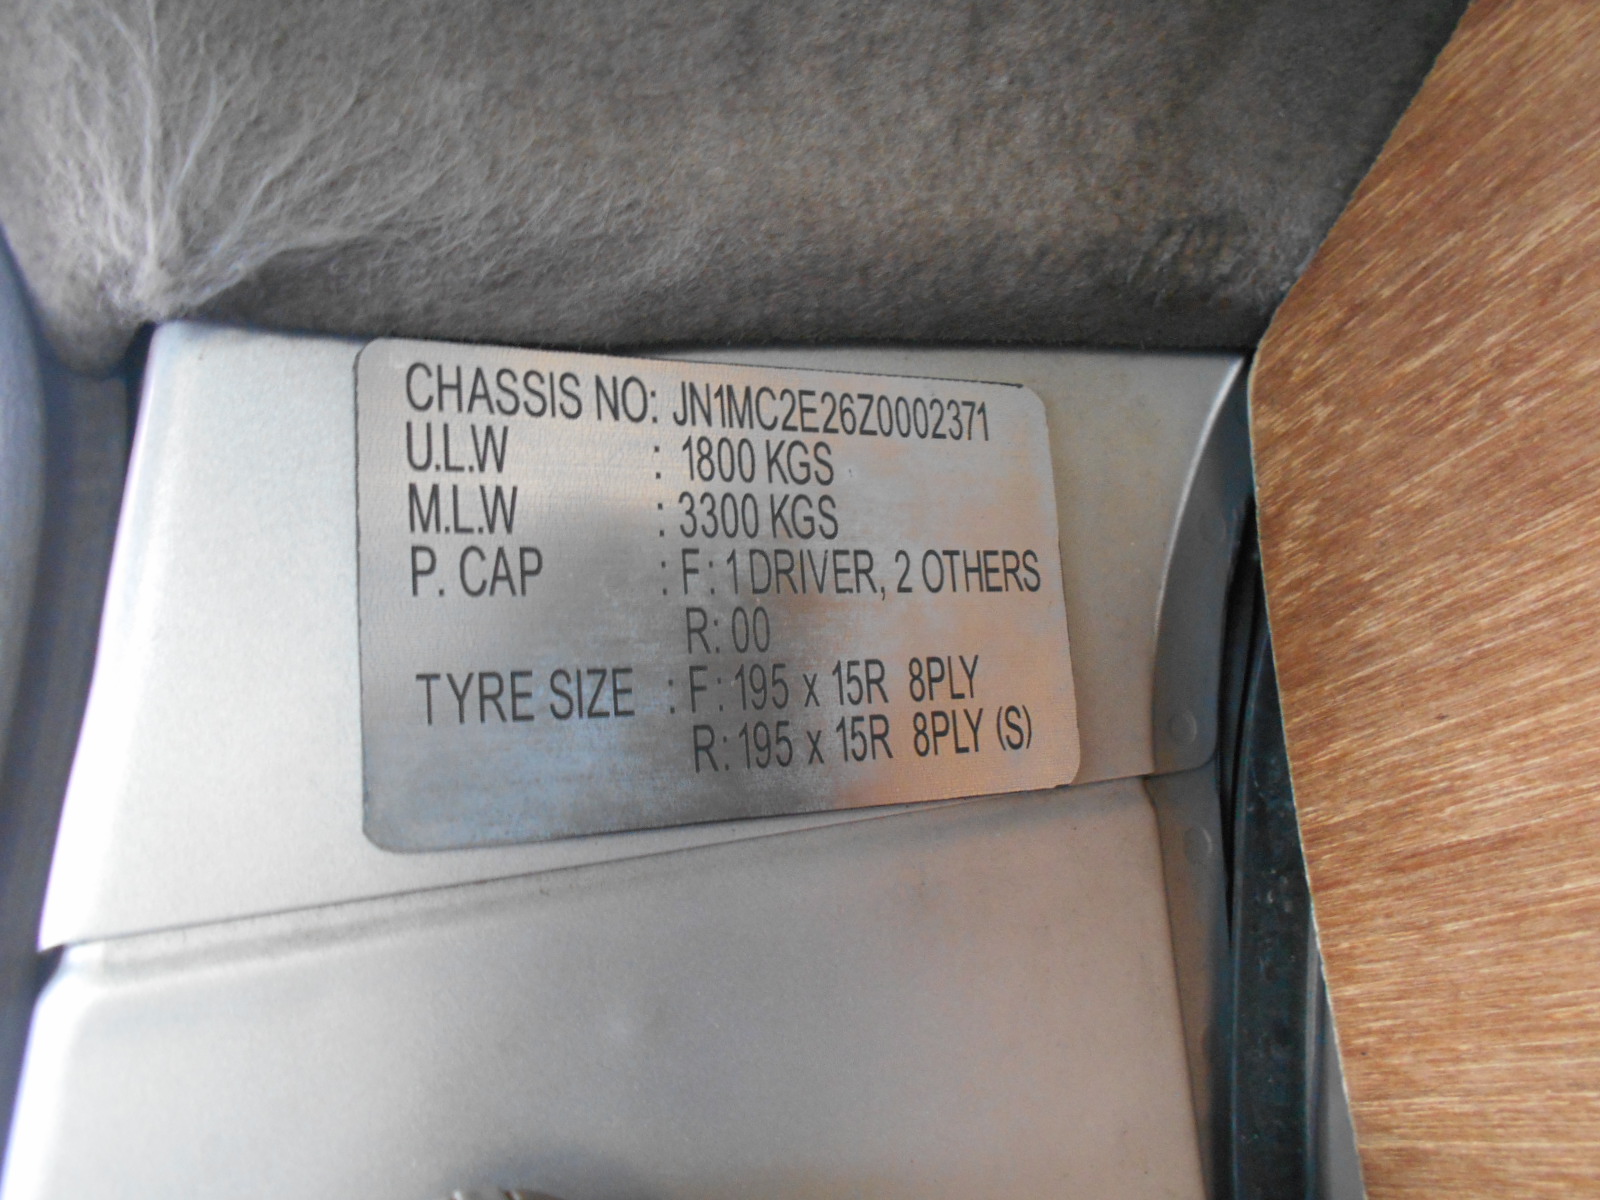 CHASSIS NO: JN1MC2E26Z0002371
U.L.W : 1800 KGS
M.L.W : 3300 KGS
P. CAP : F: 1 DRIVER, 2 OTHERS
R: 00
TYRE SIZE : F: 195 x 15R 8PLY
R: 195 x 15R 8PLY (S)